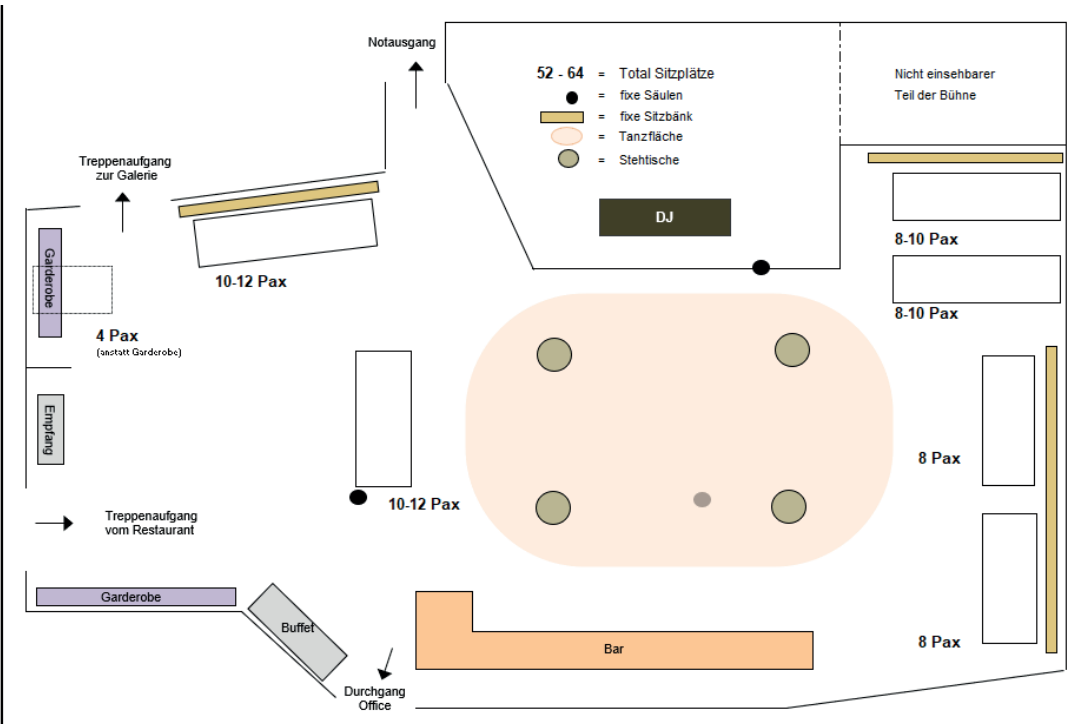 Notausgang
52 - 64 = Total Sitzplätze
= fixe Säulen
= fixe Sitzbänk
= Tanzfläche
= Stehtische
Nicht einsehbarer
Teil der Bühne
Treppenaufgang
zur Galerie
DJ
Garderobe
10-12 Pax
8-10 Pax
8-10 Pax
4 Pax
(anstatt Garderobe)
Empfang
8 Pax
10-12 Pax
Treppenaufgang
vom Restaurant
Garderobe
Buffet
Bar
8 Pax
Durchgang
Office